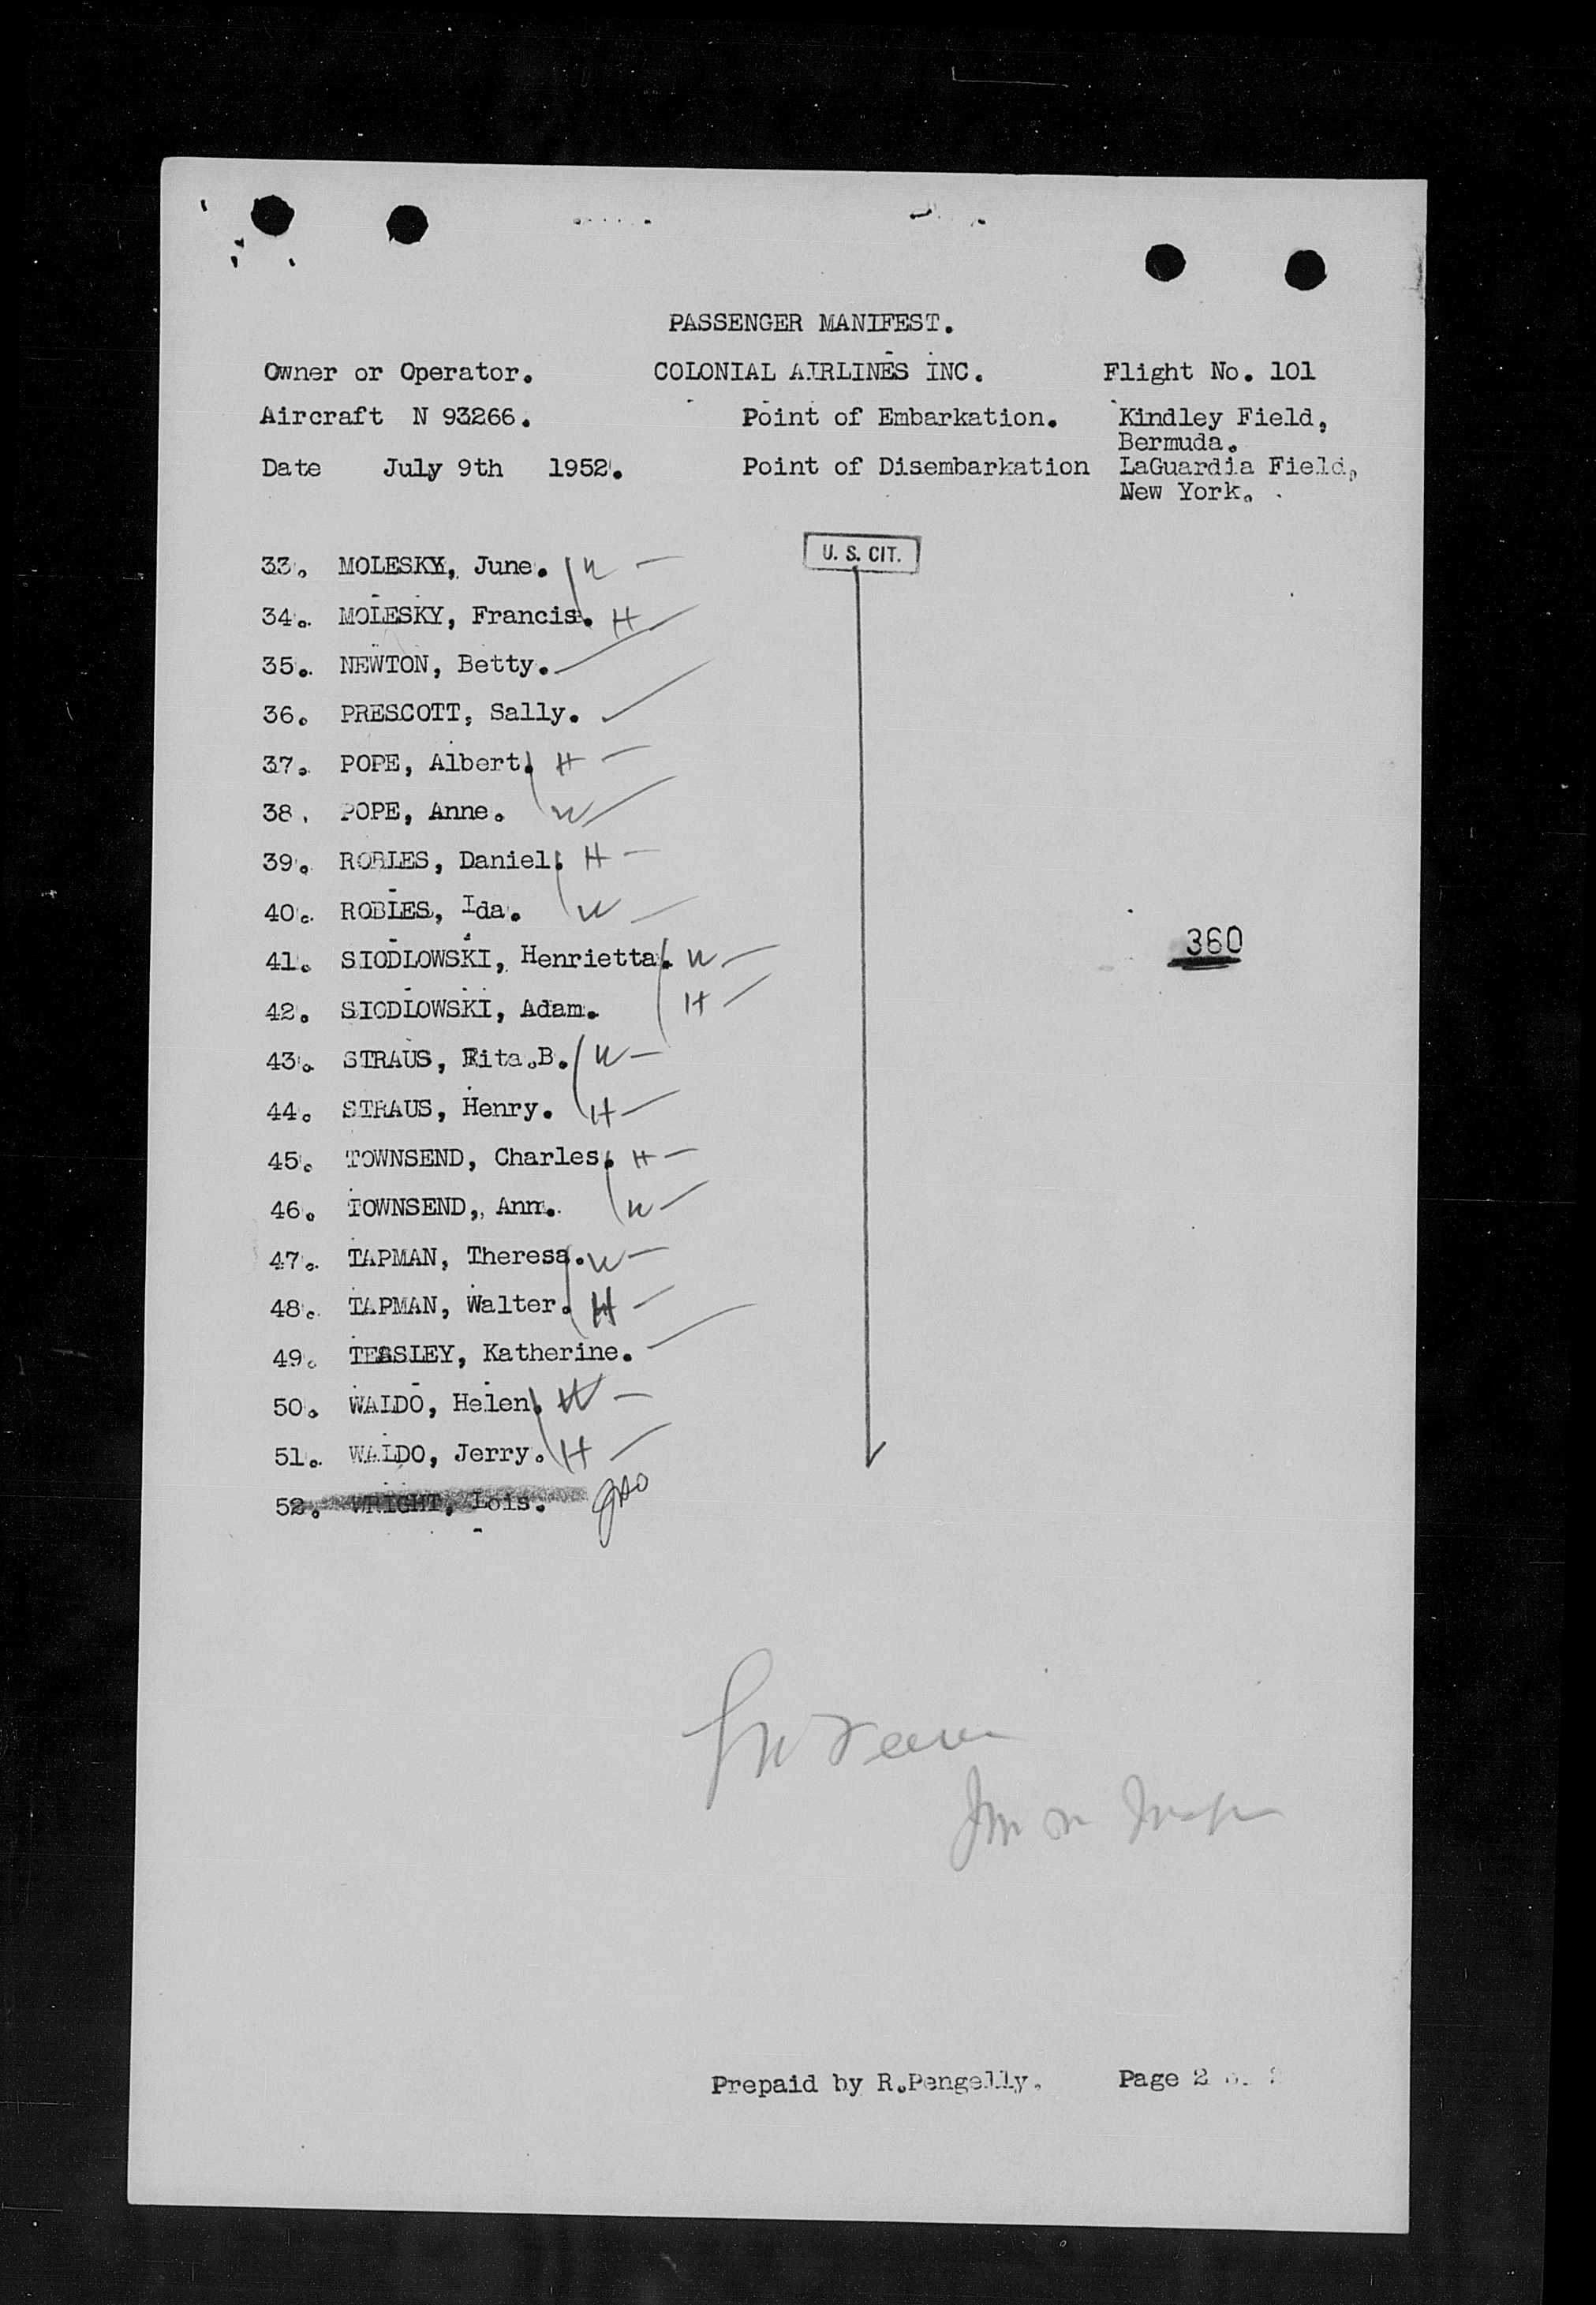 PASSENGER MANIFEST.
Owner or Operator. COLONIAL AIRLINES INC. Flight No. 101
Aircraft N 93266. Point of Embarkation. Kindley Field,
Bermuda.
Date July 9th 1952. Point of Disembarkation LaGuardia Field,
New York.
U. S. CIT.
33. MOLESKY, June. W
34. MOLESKY, Francis. H
35. NEWTON, Betty.
36. PRESCOTT, Sally.
37. POPE, Albert. H
38. POPE, Anne. W
39. ROBLES, Daniel. H
40. ROBLES, Ida. W
360
41. SIODLOWSKI, Henrietta. W
42. SIODLOWSKI, Adam. H
43. STRAUS, Rita.B. W
44. STRAUS, Henry. H
45. TOWNSEND, Charles. H
46. TOWNSEND, Ann. W
47. TAPMAN, Theresa. W
48. TAPMAN, Walter. H
49. TEASLEY, Katherine.
50. WALDO, Helen. W
51. WALDO, Jerry. H
52. WRIGHT, Lois.
Prepaid by R.Pengelly. Page 2